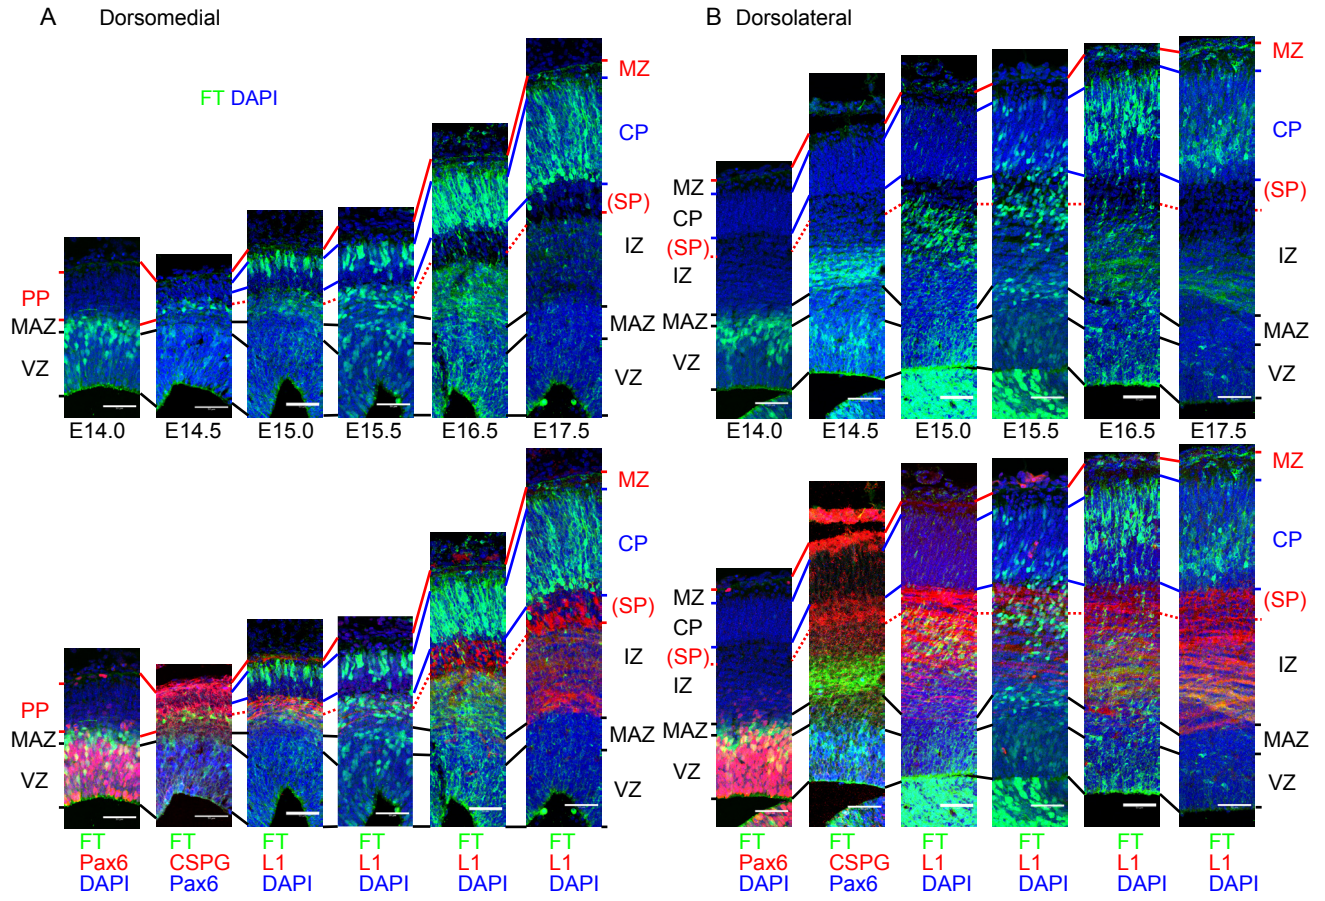 A Dorsomedial
FT DAPI
MZ
CP
(SP)
IZ
MAZ
VZ
PP
MAZ
VZ
E14.0 E14.5 E15.0 E15.5 E16.5 E17.5
MZ
CP
(SP)
IZ
MAZ
VZ
PP
MAZ
VZ
FT FT FT FT FT FT
Pax6 CSPG L1 L1 L1 L1
DAPI Pax6 DAPI DAPI DAPI DAPI
B Dorsolateral
MZ
CP
(SP)
IZ
MAZ
VZ
MZ
CP
(SP)
IZ
MAZ
VZ
E14.0 E14.5 E15.0 E15.5 E16.5 E17.5
MZ
CP
(SP)
IZ
MAZ
VZ
MZ
CP
(SP)
IZ
MAZ
VZ
FT FT FT FT FT FT
Pax6 CSPG L1 L1 L1 L1
DAPI Pax6 DAPI DAPI DAPI DAPI